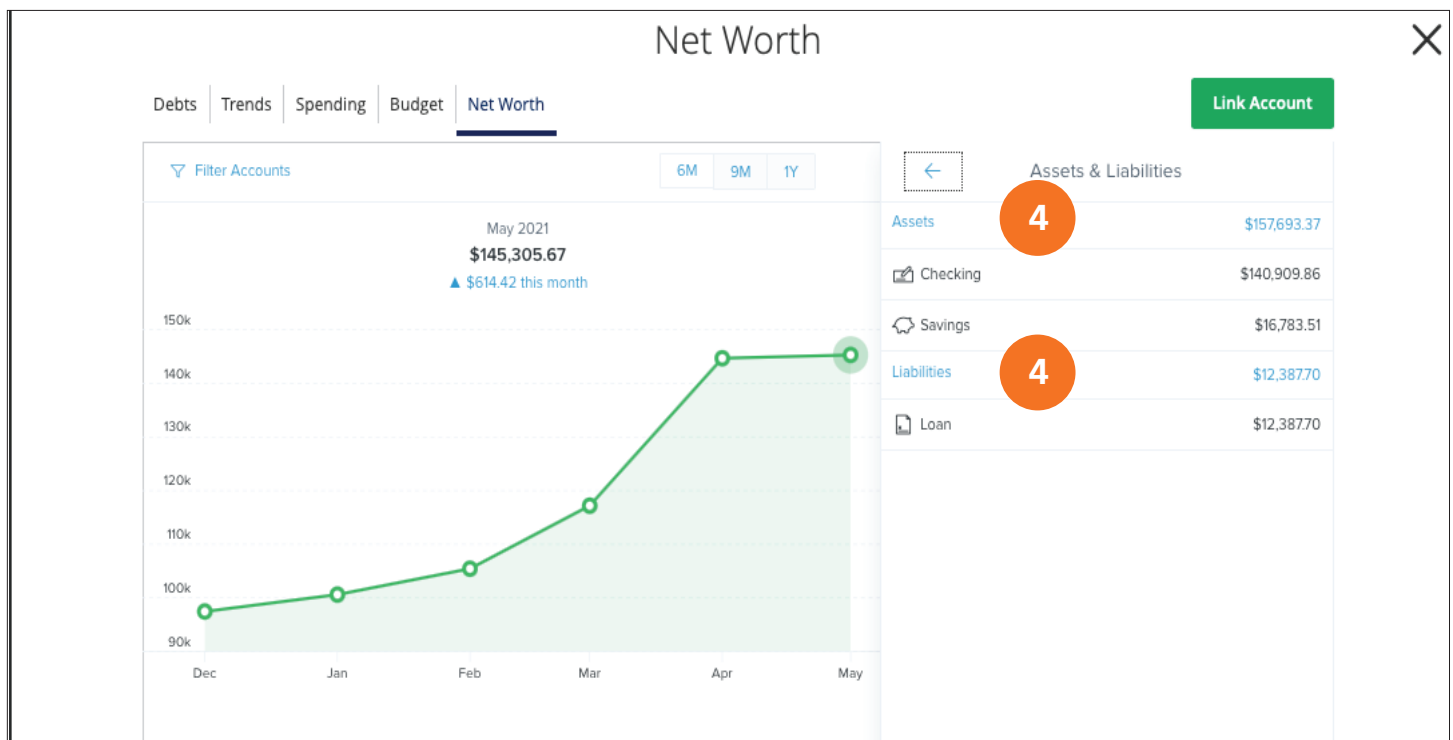 Net Worth
Debts Trends Spending Budget Net Worth
Link Account
Filter Accounts
6M 9M 1Y
May 2021
$145,305.67
▲ $614.42 this month
150k
140k
130k
120k
110k
100k
90k
Dec Jan Feb Mar Apr May
Assets & Liabilities
Assets 4 $157,693.37
Checking $140,909.86
Savings $16,783.51
Liabilities 4 $12,387.70
Loan $12,387.70